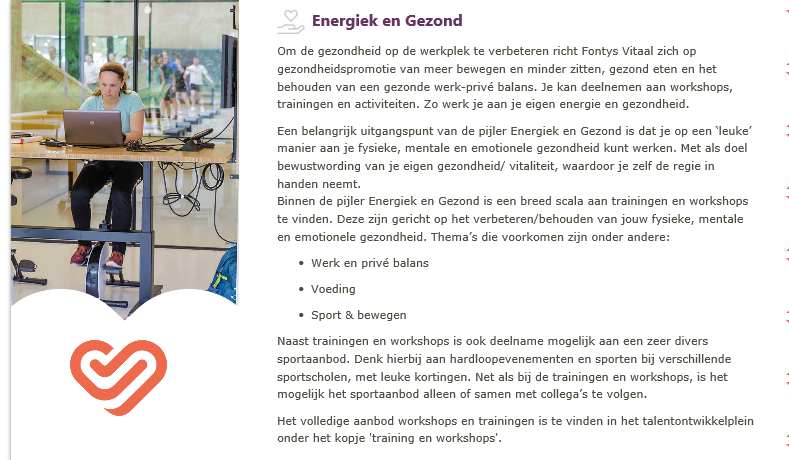 Energiek en Gezond
Om de gezondheid op de werkplek te verbeteren richt Fontys Vitaal zich op
gezondheidspromotie van meer bewegen en minder zitten, gezond eten en het
behouden van een gezonde werk-privé balans. Je kan deelnemen aan workshops,
trainingen en activiteiten. Zo werk je aan je eigen energie en gezondheid.
Een belangrijk uitgangspunt van de pijler Energiek en Gezond is dat je op een 'leuke'
manier aan je fysieke, mentale en emotionele gezondheid kunt werken. Met als doel
bewustwording van je eigen gezondheid/ vitaliteit, waardoor je zelf de regie in
handen neemt.
Binnen de pijler Energiek en Gezond is een breed scala aan trainingen en workshops
te vinden. Deze zijn gericht op het verbeteren/behouden van jouw fysieke, mentale
en emotionele gezondheid. Thema's die voorkomen zijn onder andere:
• Werk en privé balans
• Voeding
• Sport & bewegen
Naast trainingen en workshops is ook deelname mogelijk aan een zeer divers
sportaanbod. Denk hierbij aan hardloopevenementen en sporten bij verschillende
sportscholen, met leuke kortingen. Net als bij de trainingen en workshops, is het
mogelijk het sportaanbod alleen of samen met collega's te volgen.
Het volledige aanbod workshops en trainingen is te vinden in het talentontwikkelplein
onder het kopje 'training en workshops'.